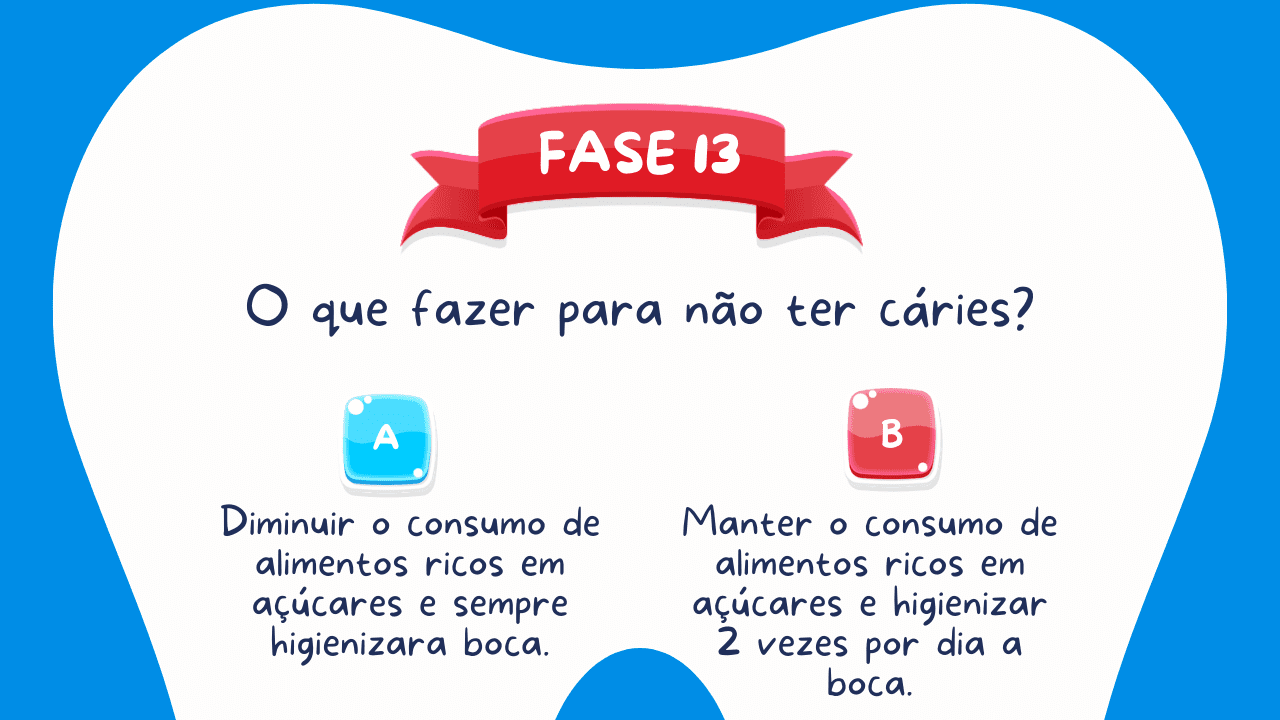 FASE 13
O que fazer para não ter cáries?
A
Diminuir o consumo de
alimentos ricos em
açúcares e sempre
higienizara boca.
B
Manter o consumo de
alimentos ricos em
açúcares e higienizar
2 vezes por dia a
boca.